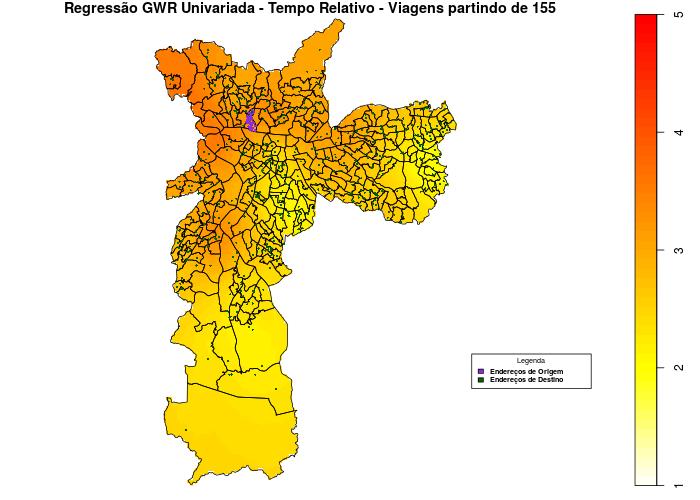 Regressão GWR Univariada - Tempo Relativo - Viagens partindo de 155
5
4
3
2
1
Legenda
Endereços de Origem
Endereços de Destino